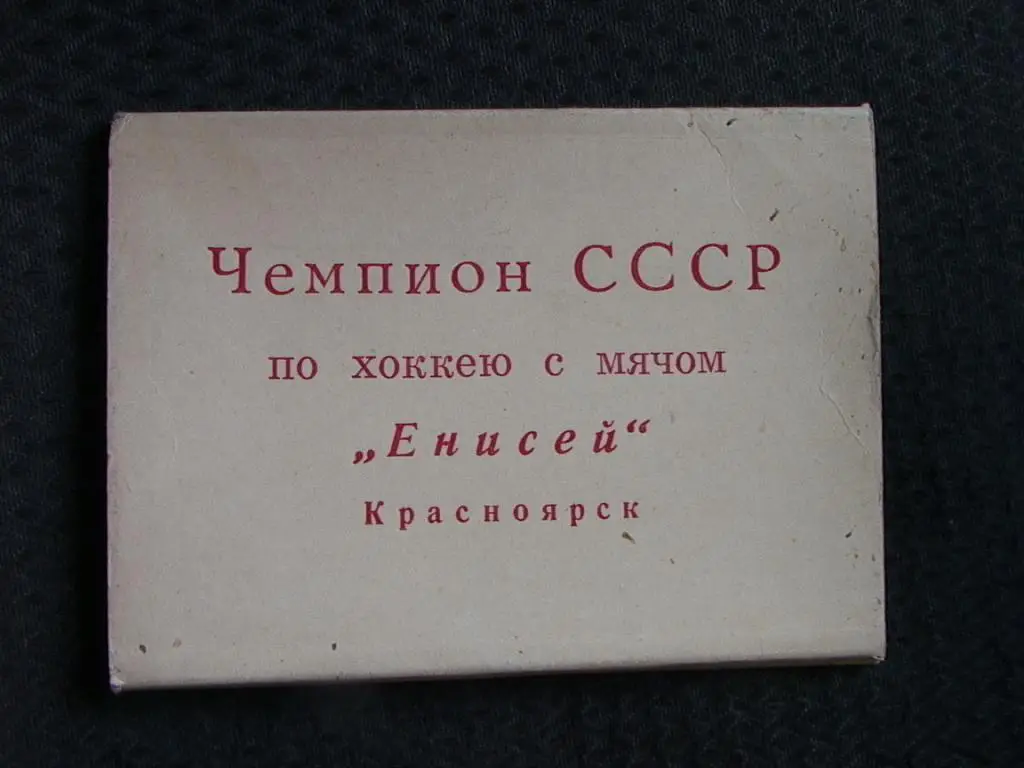 Чемпион СССР
по хоккею с мячом
„Енисей“
Красноярск